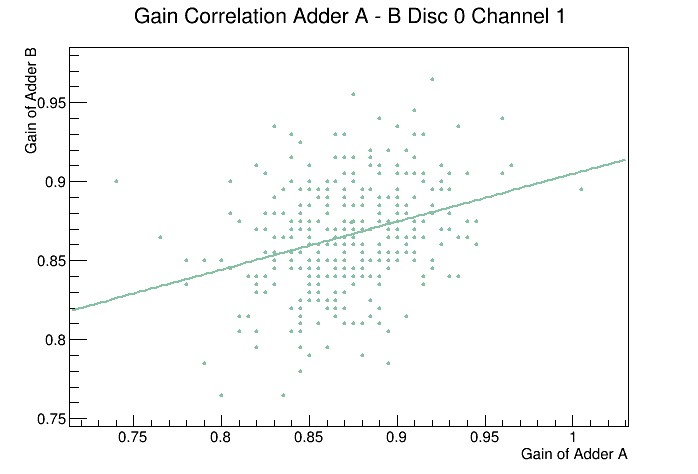 Gain Correlation Adder A - B Disc 0 Channel 1
Gain of Adder B
0.95
0.9
0.85
0.8
0.75
0.75 0.8 0.85 0.9 0.95 1
Gain of Adder A